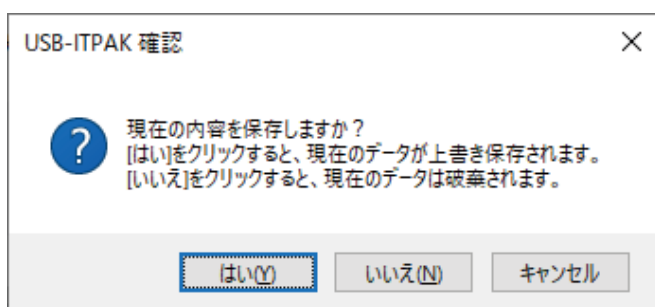 USB-ITPAK 確認
現在の内容を保存しますか？
[はい]をクリックすると、現在のデータが上書き保存されます。
[いいえ]をクリックすると、現在のデータは破棄されます。
はい(Y) いいえ(N) キャンセル